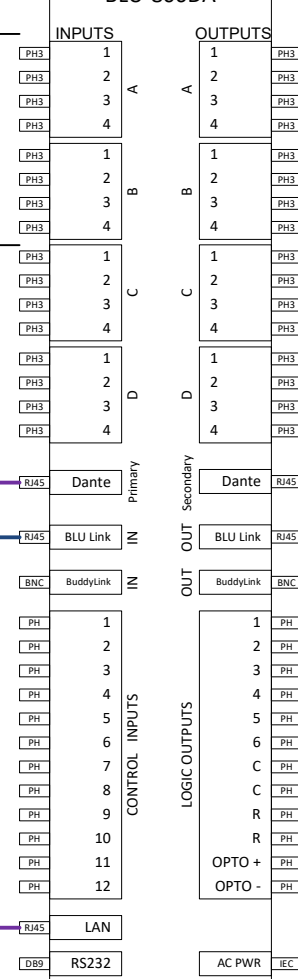 INPUTS OUTPUTS
PH3 1 1 PH3
PH3 2 2 PH3
A A
PH3 3 3 PH3
PH3 4 4 PH3
PH3 1 1 PH3
PH3 2 2 PH3
B B
PH3 3 3 PH3
PH3 4 4 PH3
PH3 1 1 PH3
PH3 2 2 PH3
C C
PH3 3 3 PH3
PH3 4 4 PH3
PH3 1 1 PH3
PH3 2 2 PH3
D D
PH3 3 3 PH3
PH3 4 4 PH3
RJ45 Dante Primary Secondary Dante RJ45
RJ45 BLU Link IN OUT BLU Link RJ45
BNC BuddyLink IN OUT BuddyLink BNC
PH 1 1 PH
PH 2 2 PH
PH 3 3 PH
PH 4 4 PH
PH 5 5 PH
PH 6 6 PH
CONTROL INPUTS LOGIC OUTPUTS
PH 7 C PH
PH 8 C PH
PH 9 R PH
PH 10 R PH
PH 11 OPTO + PH
PH 12 OPTO - PH
RJ45 LAN
DB9 RS232 AC PWR IEC